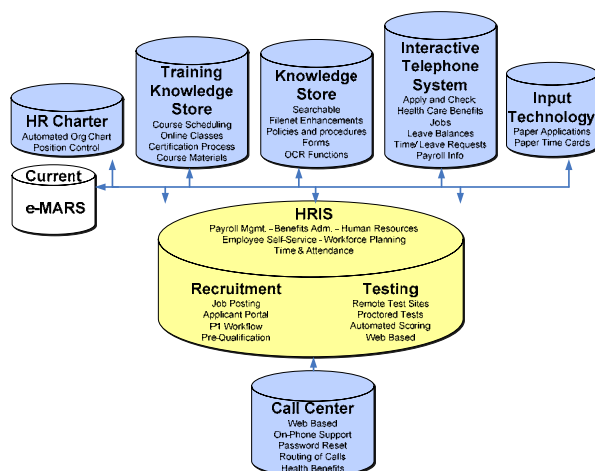 HR Charter
Automated Org Chart
Position Control
Training
Knowledge
Store
Course Scheduling
Online Classes
Certification Process
Course Materials
Knowledge
Store
Searchable
Filenet Enhancements
Policies and procedures
Forms
OCR Functions
Interactive
Telephone
System
Apply and Check:
Health Care Benefits
Jobs
Leave Balances
Time/ Leave Requests
Payroll Info
Input
Technology
Paper Applications
Paper Time Cards
Current
e-MARS
HRIS
Payroll Mgmt. - Benefits Adm. - Human Resources
Employee Self-Service - Workforce Planning
Time & Attendance
Recruitment
Job Posting
Applicant Portal
P1 Workflow
Pre-Qualification
Testing
Remote Test Sites
Proctored Tests
Automated Scoring
Web Based
Call Center
Web Based
On-Phone Support
Password Reset
Routing of Calls
Health Benefits